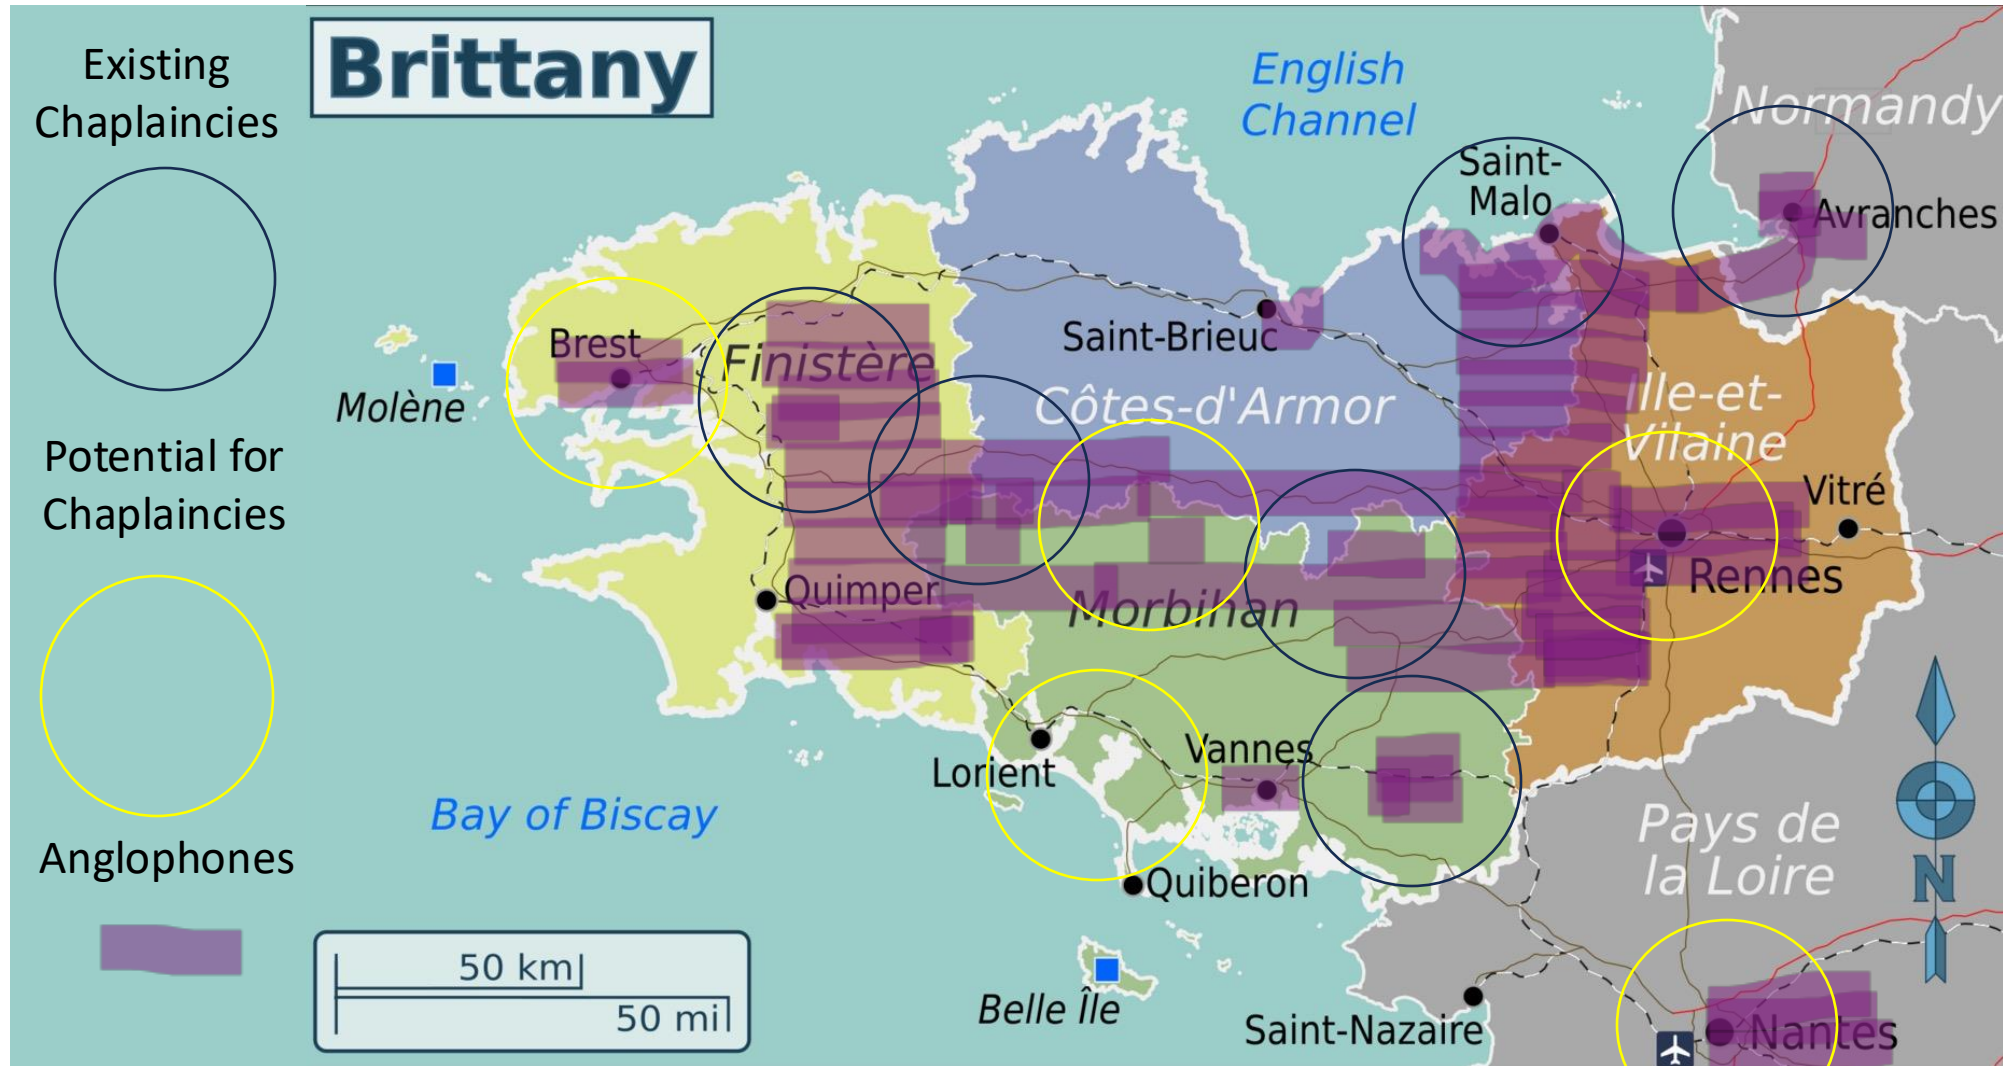 Existing
Chaplaincies
Potential for
Chaplaincies
Anglophones
Brittany
English
Channel
Normandy
Saint-
Malo
Avranches
Brest
Finistère
Saint-Brieuc
Molène
Côtes-d'Armor
Ille-et-
Vilaine
Vitré
Quimper
Rennes
Morbihan
Lorient
Vannes
Bay of Biscay
Pays de
la Loire
Quiberon
N
50 km
50 mi
Belle Île
Saint-Nazaire
Nantes